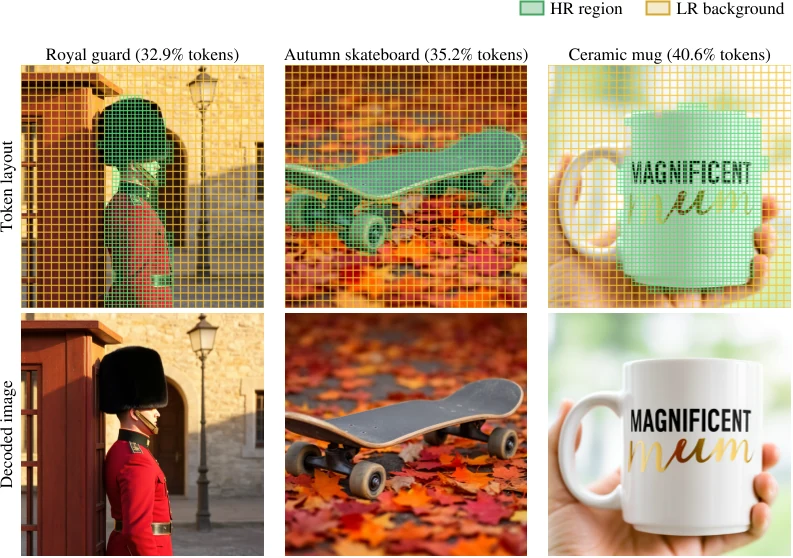 HR region
LR background
Royal guard (32.9% tokens)
Autumn skateboard (35.2% tokens)
Ceramic mug (40.6% tokens)
Token layout
MAGNIFICENT
mum
Decoded image
MAGNIFICENT
mum